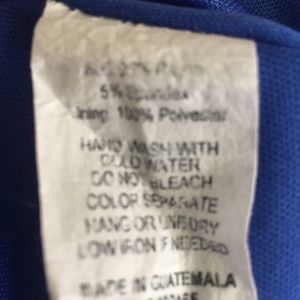 5% Spandex
Lining: 100% Polyester
HAND WASH WITH
COLD WATER
DO NOT BLEACH
COLOR SEPARATE
HANG OR LINE DRY
LOW IRON IF NEEDED
MADE IN GUATEMALA